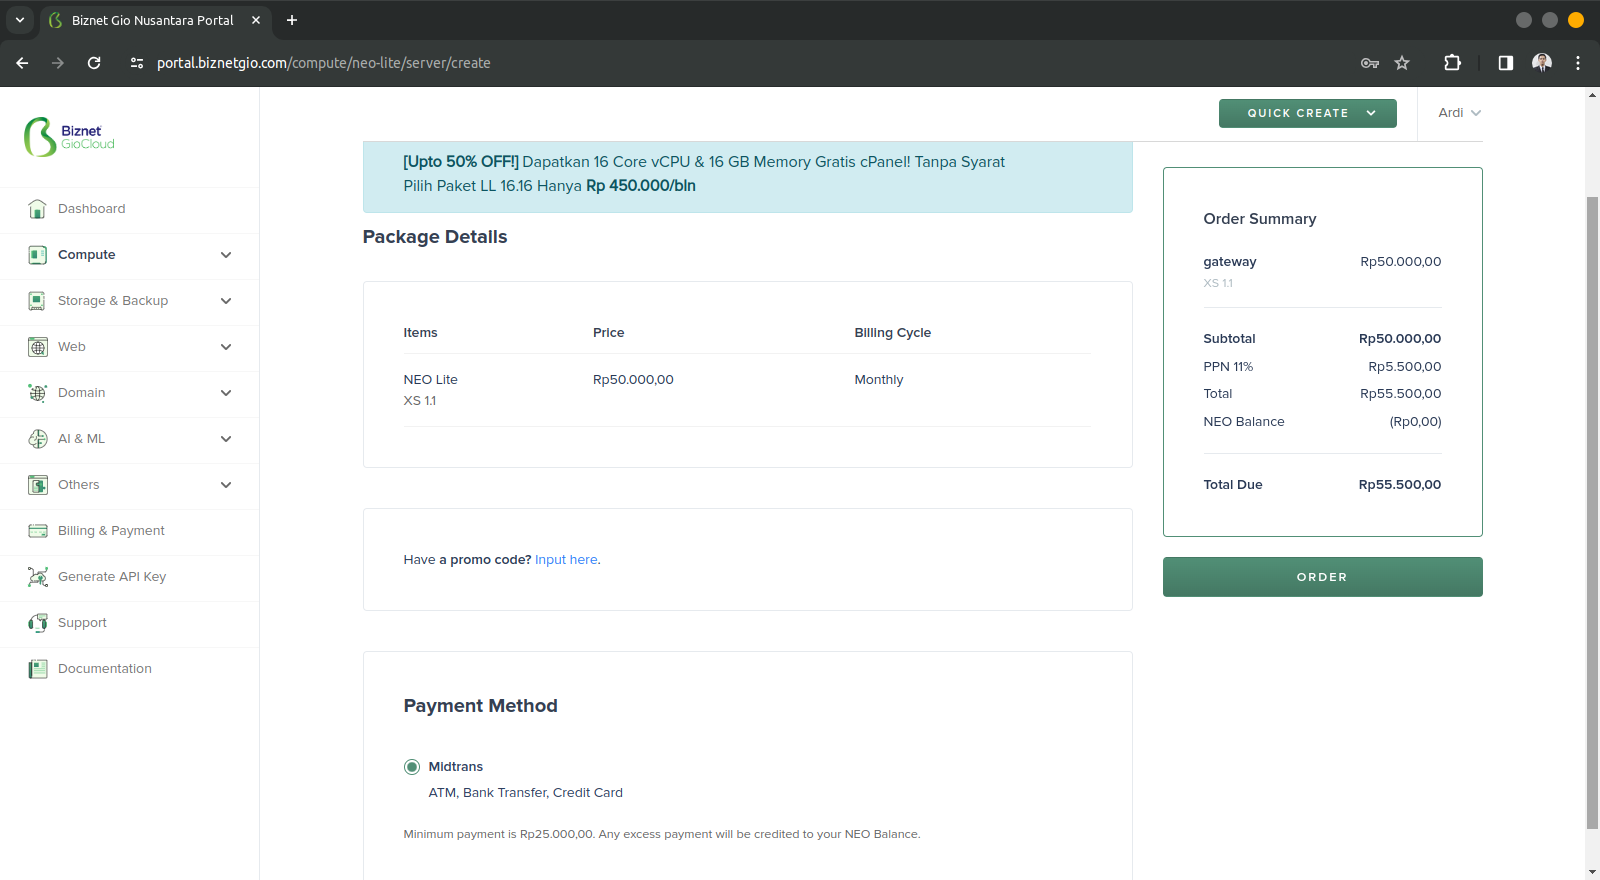 Biznet Gio Nusantara Portal
portal.biznetgio.com/compute/neo-lite/server/create
Biznet
GioCloud
QUICK CREATE
Ardi
Dashboard
Compute
Storage & Backup
Web
Domain
AI & ML
Others
Billing & Payment
Generate API Key
Support
Documentation
[Upto 50% OFF!] Dapatkan 16 Core vCPU & 16 GB Memory Gratis cPanel! Tanpa Syarat
Pilih Paket LL 16.16 Hanya Rp 450.000/bln
Package Details
Items Price Billing Cycle
NEO Lite Rp50.000,00 Monthly
XS 1.1
Have a promo code? Input here.
Payment Method
Midtrans
ATM, Bank Transfer, Credit Card
Minimum payment is Rp25.000,00. Any excess payment will be credited to your NEO Balance.
Order Summary
gateway Rp50.000,00
XS 1.1
Subtotal Rp50.000,00
PPN 11% Rp5.500,00
Total Rp55.500,00
NEO Balance (Rp0,00)
Total Due Rp55.500,00
ORDER